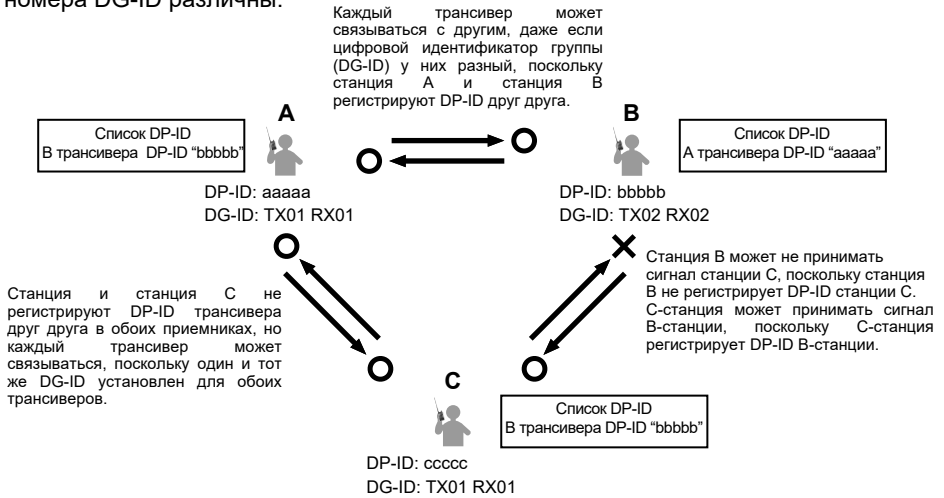 номера DG-ID различны.
Каждый трансивер может
связываться с другим, даже если
цифровой идентификатор группы
(DG-ID) у них разный, поскольку
станция A и станция B
регистрируют DP-ID друг друга.
A
B
Список DP-ID
В трансивера DP-ID “bbbbb”
Список DP-ID
А трансивера DP-ID “aaaaa”
DP-ID: aaaaa
DG-ID: TX01 RX01
DP-ID: bbbbb
DG-ID: TX02 RX02
Станция и станция C не
регистрируют DP-ID трансивера
друг друга в обоих приемниках, но
каждый трансивер может
связываться, поскольку один и тот
же DG-ID установлен для обоих
трансиверов.
Станция B может не принимать
сигнал станции C, поскольку станция
B не регистрирует DP-ID станции C.
C-станция может принимать сигнал
B-станции, поскольку C-станция
регистрирует DP-ID B-станции.
C
Список DP-ID
В трансивера DP-ID “bbbbb”
DP-ID: ccccc
DG-ID: TX01 RX01